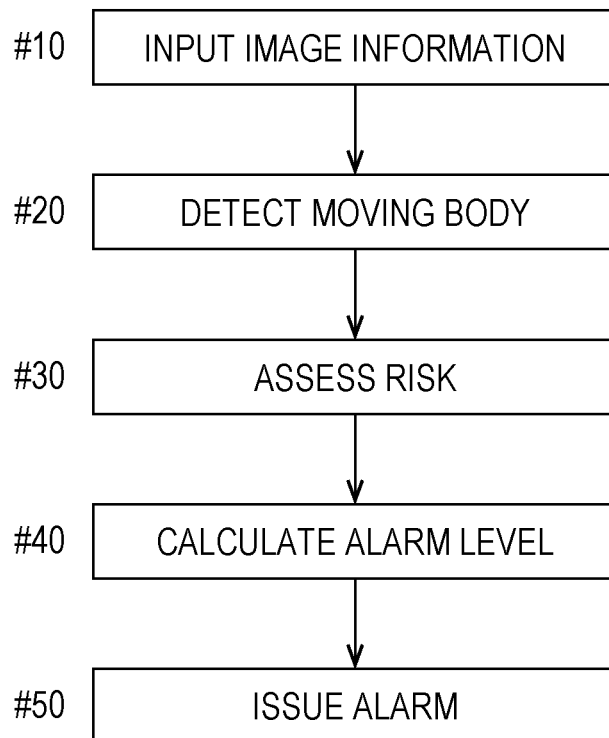 #10 INPUT IMAGE INFORMATION
#20 DETECT MOVING BODY
#30 ASSESS RISK
#40 CALCULATE ALARM LEVEL
#50 ISSUE ALARM